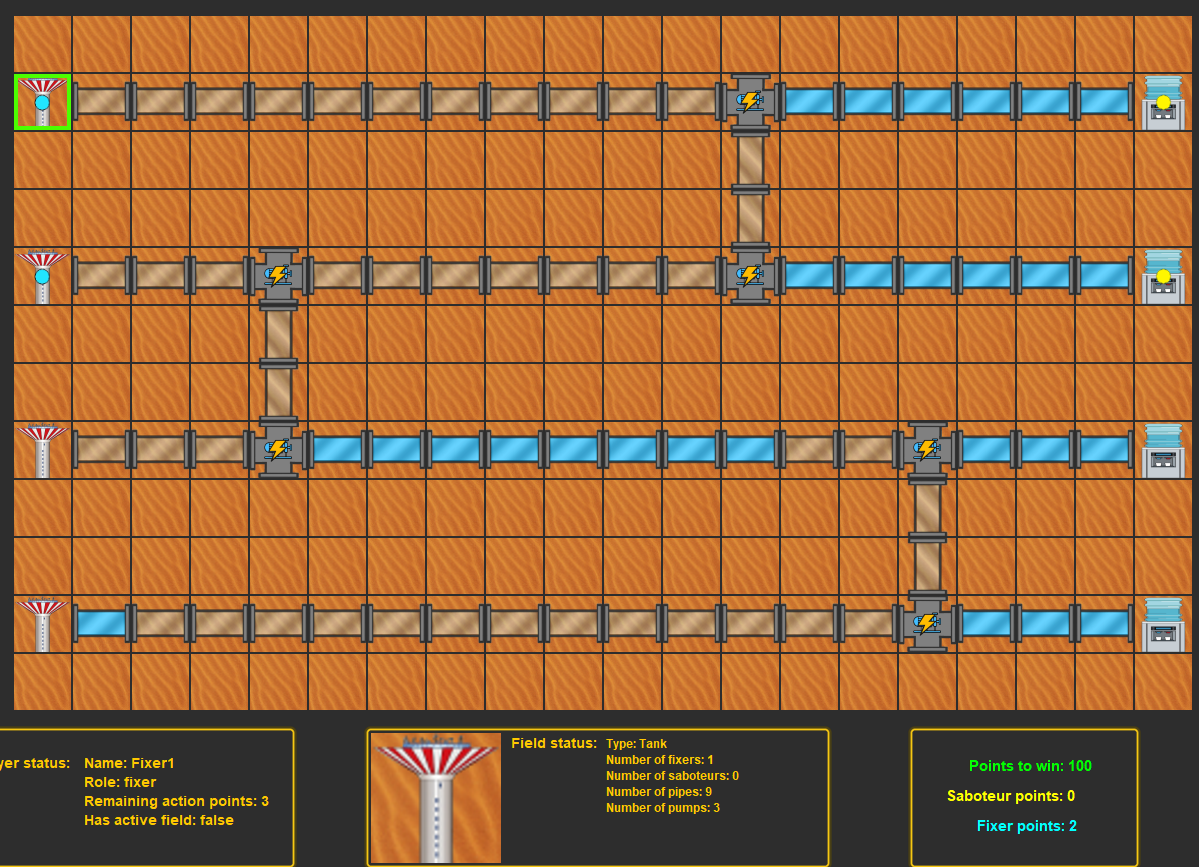 yer status:
Name: Fixer1
Role: fixer
Remaining action points: 3
Has active field: false
Field status:
Type: Tank
Number of fixers: 1
Number of saboteurs: 0
Number of pipes: 9
Number of pumps: 3
Points to win: 100
Saboteur points: 0
Fixer points: 2